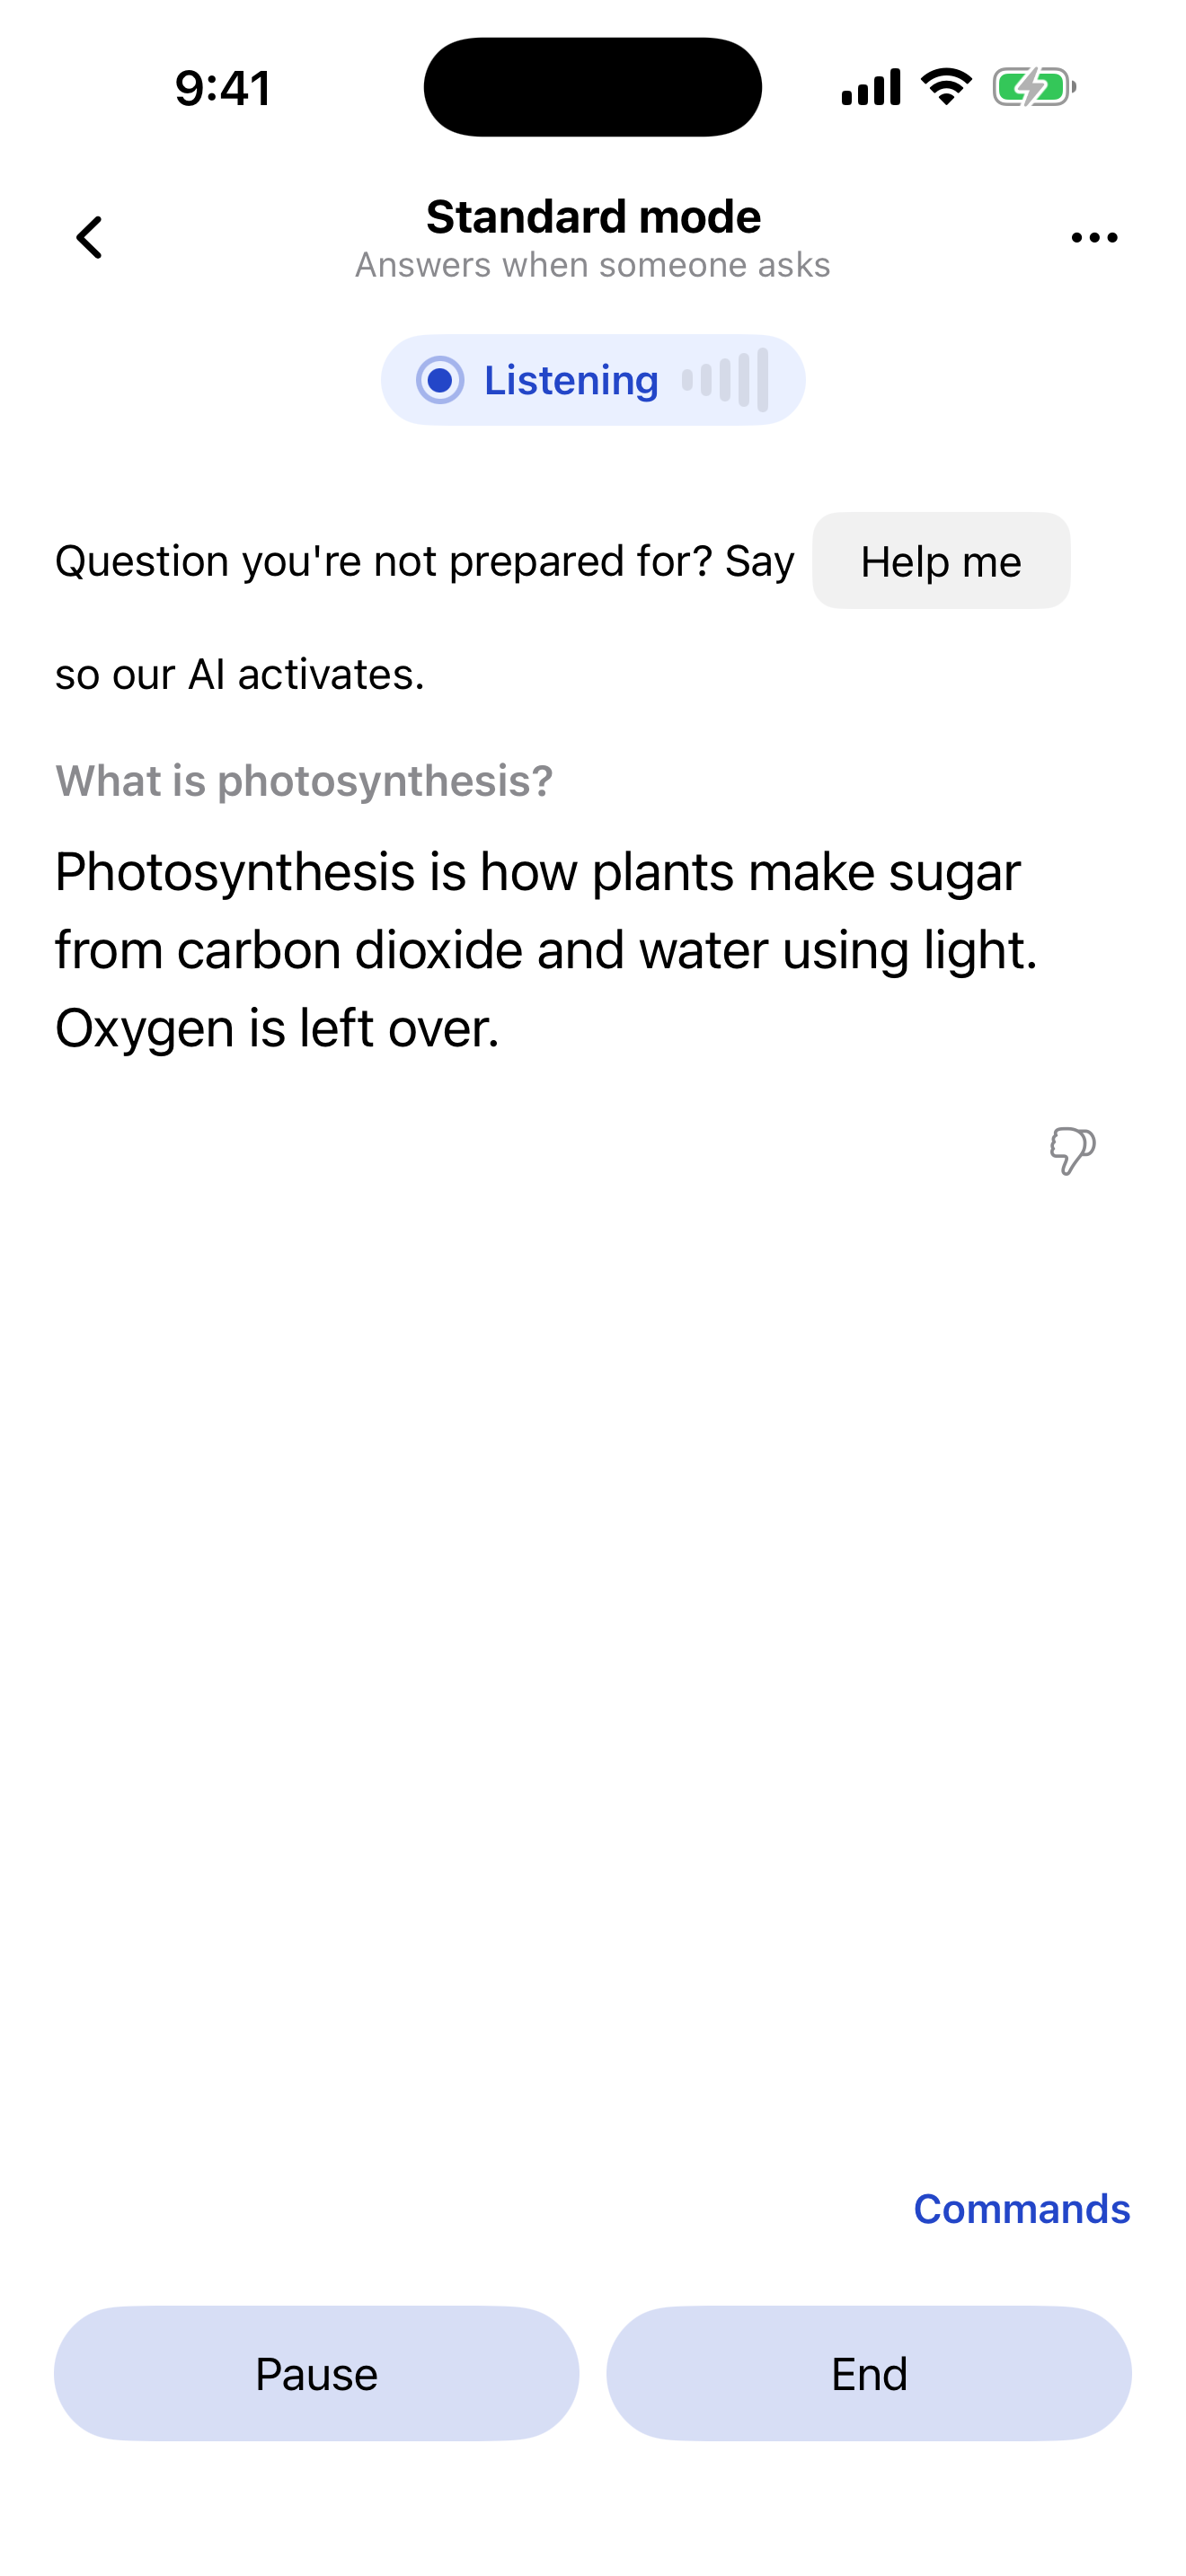 9:41
Standard mode
Answers when someone asks
Listening
Question you're not prepared for? Say Help me
so our AI activates.
What is photosynthesis?
Photosynthesis is how plants make sugar
from carbon dioxide and water using light.
Oxygen is left over.
Commands
Pause End